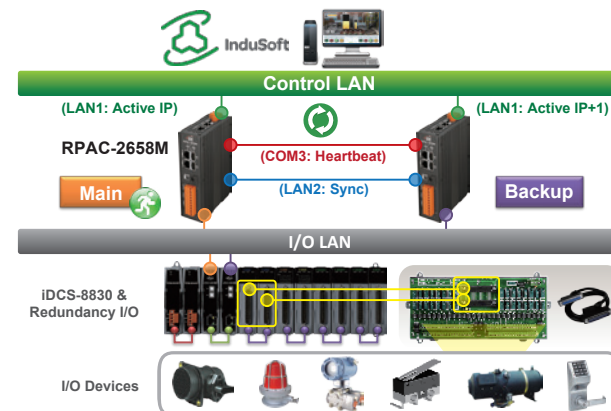 InduSoft
Control LAN
(LAN1: Active IP)
(LAN1: Active IP+1)
RPAC-2658M
(COM3: Heartbeat)
(LAN2: Sync)
Main
Backup
I/O LAN
iDCS-8830 &
Redundancy I/O
I/O Devices